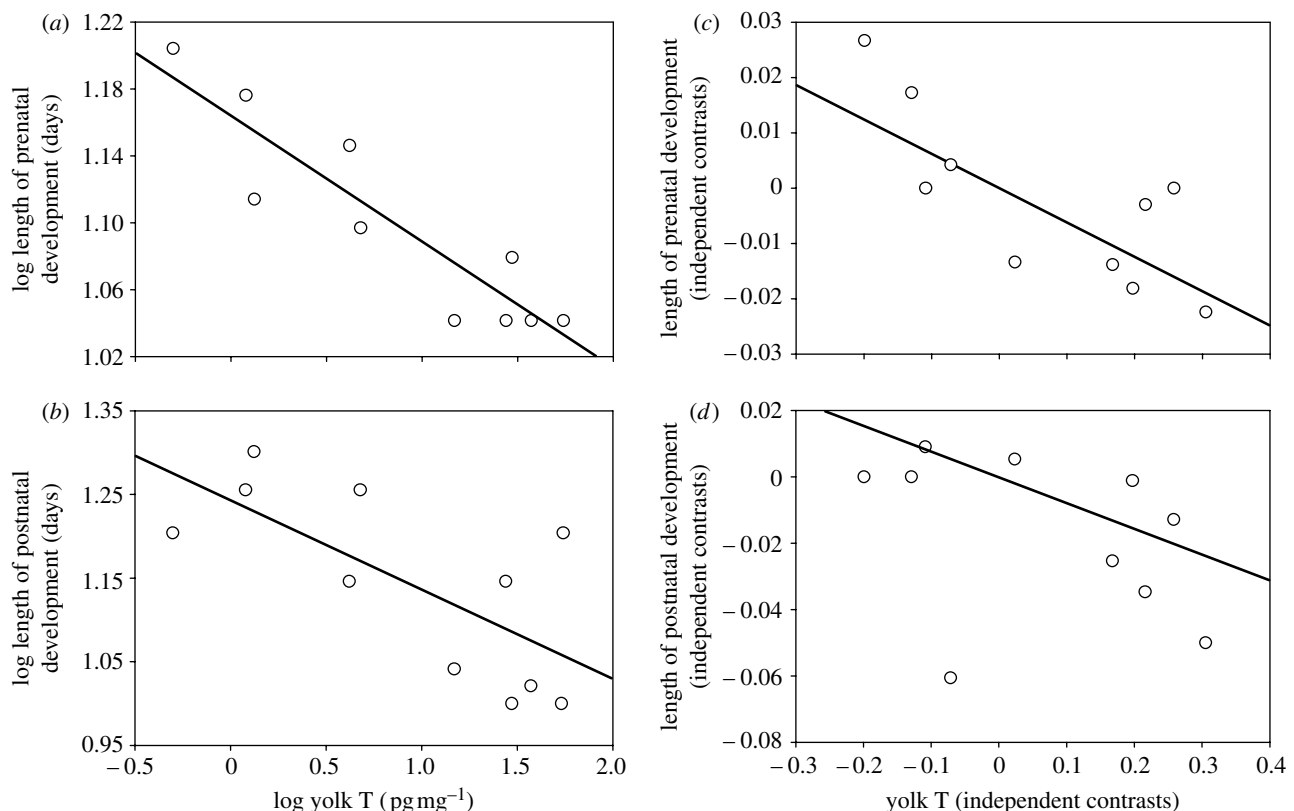 (a)
1.22
1.18
1.14
1.10
1.06
1.02
log length of prenatal
development (days)
(c)
0.03
0.02
0.01
0
−0.01
−0.02
−0.03
length of prenatal development
(independent contrasts)
(b)
1.35
1.25
1.15
1.05
0.95
log length of postnatal
development (days)
−0.5 0 0.5 1.0 1.5 2.0
log yolk T (pg mg⁻¹)
(d)
0.02
0
−0.02
−0.04
−0.06
−0.08
length of postnatal development
(independent contrasts)
−0.3 −0.2 −0.1 0 0.1 0.2 0.3 0.4
yolk T (independent contrasts)